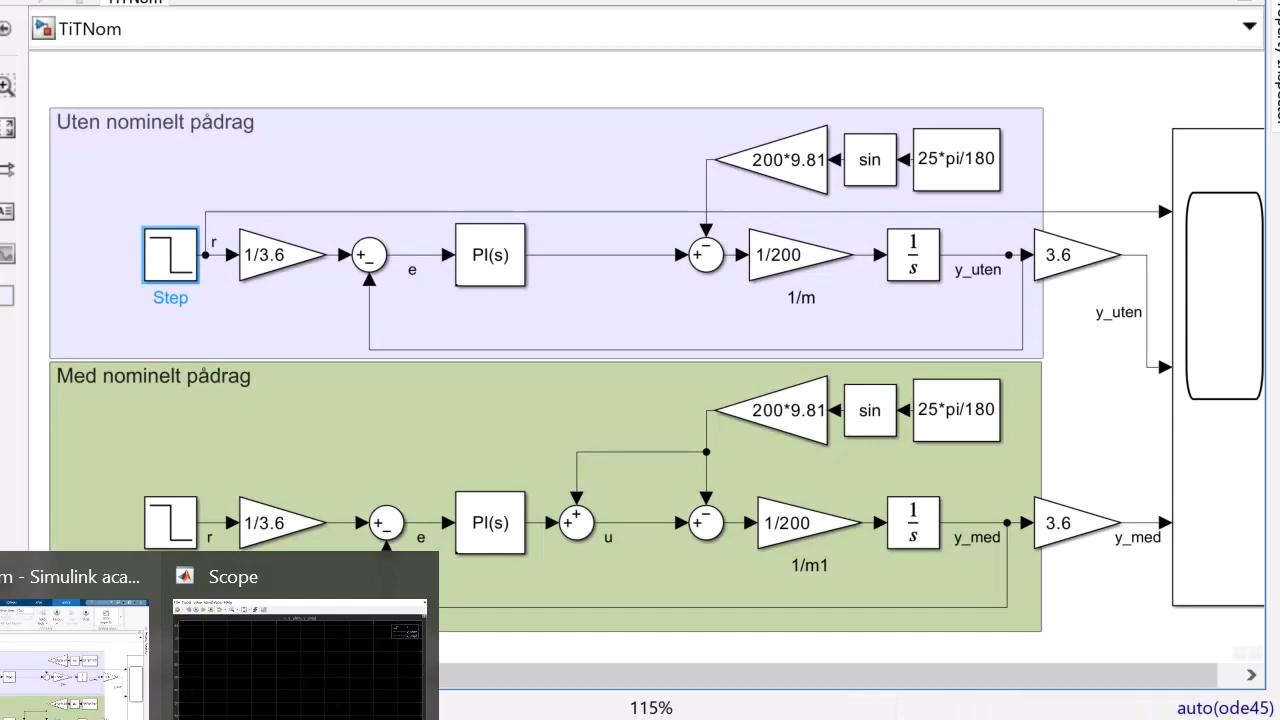 TiTNom
TiTNom
Uten nominelt pådrag
200*9.81
sin
25*pi/180
r
1/3.6
+
−
e
PI(s)
−
+
1/200
1
s
y_uten
3.6
Step
1/m
y_uten
Med nominelt pådrag
200*9.81
sin
25*pi/180
r
1/3.6
+
−
e
PI(s)
+
+
u
−
+
1/200
1
s
y_med
3.6
y_med
1/m1
m - Simulink aca...
Scope
115%
auto(ode45)